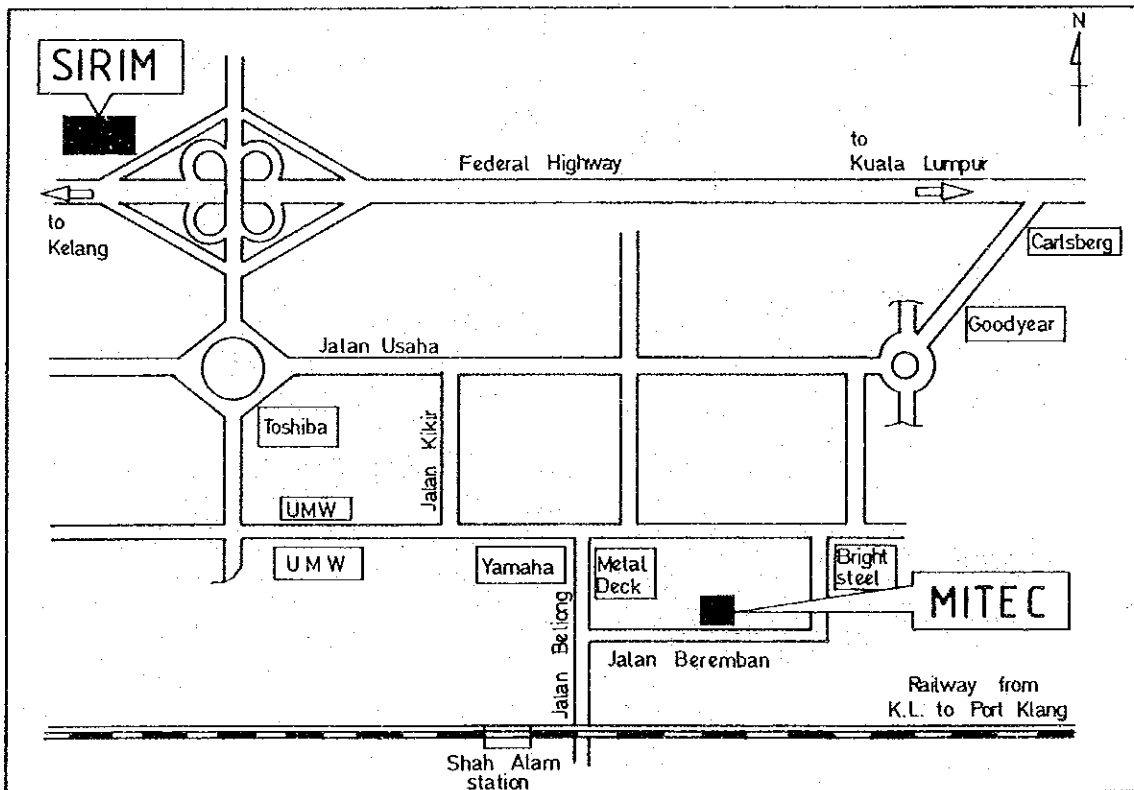 N
SIRIM
Federal Highway
to
Kuala Lumpur
to
Kelang
Carlsberg
Goodyear
Jalan Usaha
Toshiba
Jalan Kikir
UMW
UMW
Yamaha
Metal
Deck
Bright
steel
MITEC
Jalan Beliong
Jalan Beremban
Railway from
K.L. to Port Klang
Shah Alam
station